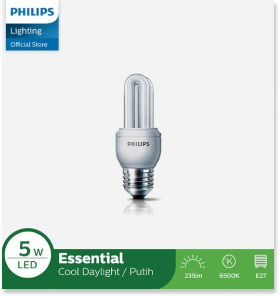 PHILIPS
Lighting
Official Store
PHILIPS
5 W
LED
Essential
Cool Daylight / Putih
235lm
K
6500K
E27